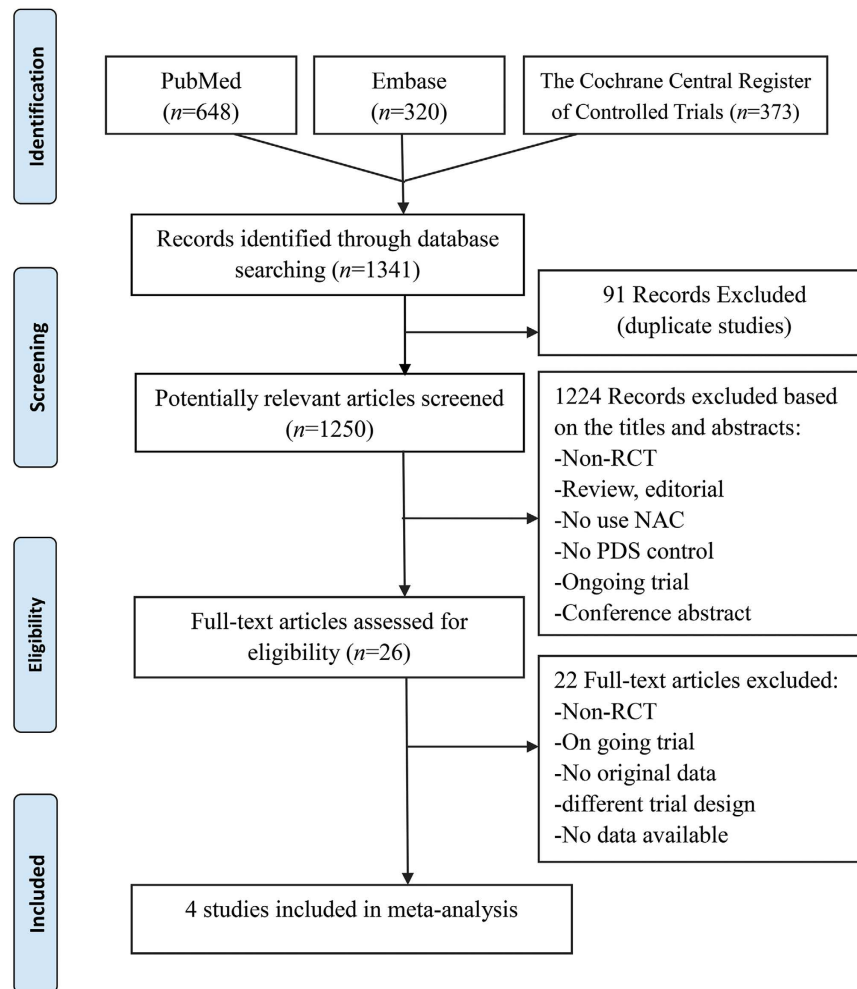 Identification
PubMed
(n=648)
Embase
(n=320)
The Cochrane Central Register
of Controlled Trials (n=373)
Records identified through database
searching (n=1341)
Screening
91 Records Excluded
(duplicate studies)
Potentially relevant articles screened
(n=1250)
1224 Records excluded based
on the titles and abstracts:
-Non-RCT
-Review, editorial
-No use NAC
-No PDS control
-Ongoing trial
-Conference abstract
Eligibility
Full-text articles assessed for
eligibility (n=26)
22 Full-text articles excluded:
-Non-RCT
-On going trial
-No original data
-different trial design
-No data available
Included
4 studies included in meta-analysis